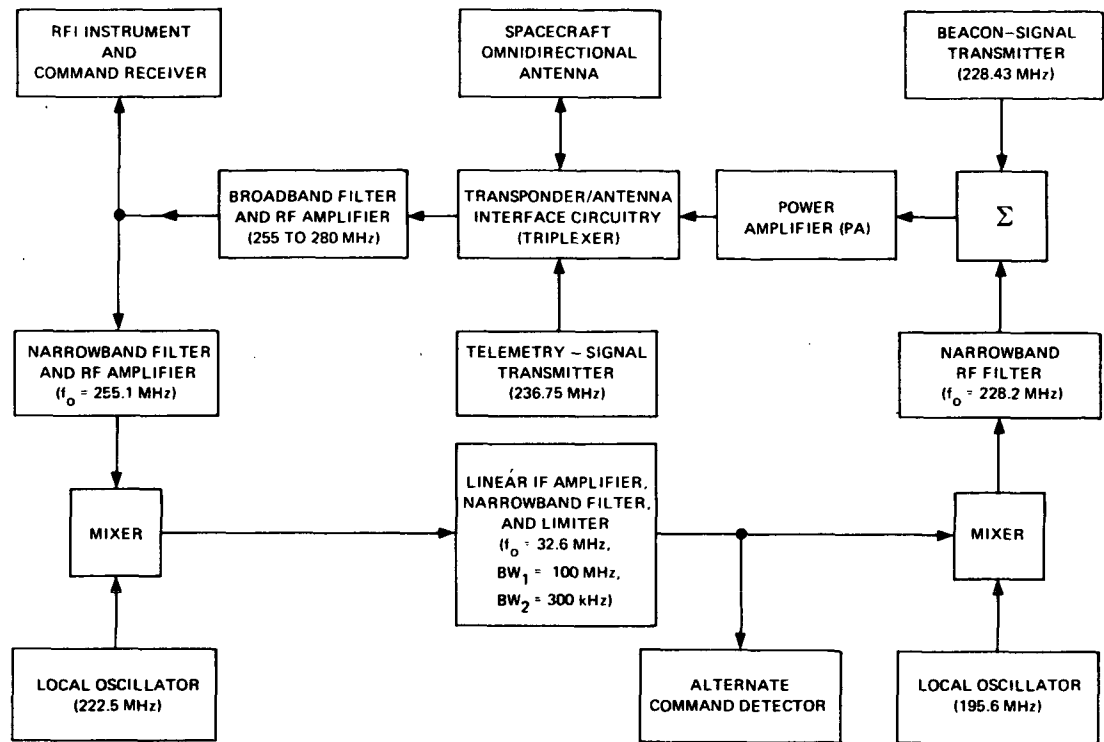 RFI INSTRUMENT
AND
COMMAND RECEIVER
SPACECRAFT
OMNIDIRECTIONAL
ANTENNA
BEACON-SIGNAL
TRANSMITTER
(228.43 MHz)
BROADBAND FILTER
AND RF AMPLIFIER
(255 TO 280 MHz)
TRANSPONDER/ANTENNA
INTERFACE CIRCUITRY
(TRIPLEXER)
POWER
AMPLIFIER (PA)
Σ
NARROWBAND FILTER
AND RF AMPLIFIER
(fo = 255.1 MHz)
TELEMETRY - SIGNAL
TRANSMITTER
(236.75 MHz)
NARROWBAND
RF FILTER
(fo = 228.2 MHz)
MIXER
LINEAR IF AMPLIFIER,
NARROWBAND FILTER,
AND LIMITER
(fo = 32.6 MHz,
BW1 = 100 MHz,
BW2 = 300 kHz)
MIXER
LOCAL OSCILLATOR
(222.5 MHz)
ALTERNATE
COMMAND DETECTOR
LOCAL OSCILLATOR
(195.6 MHz)